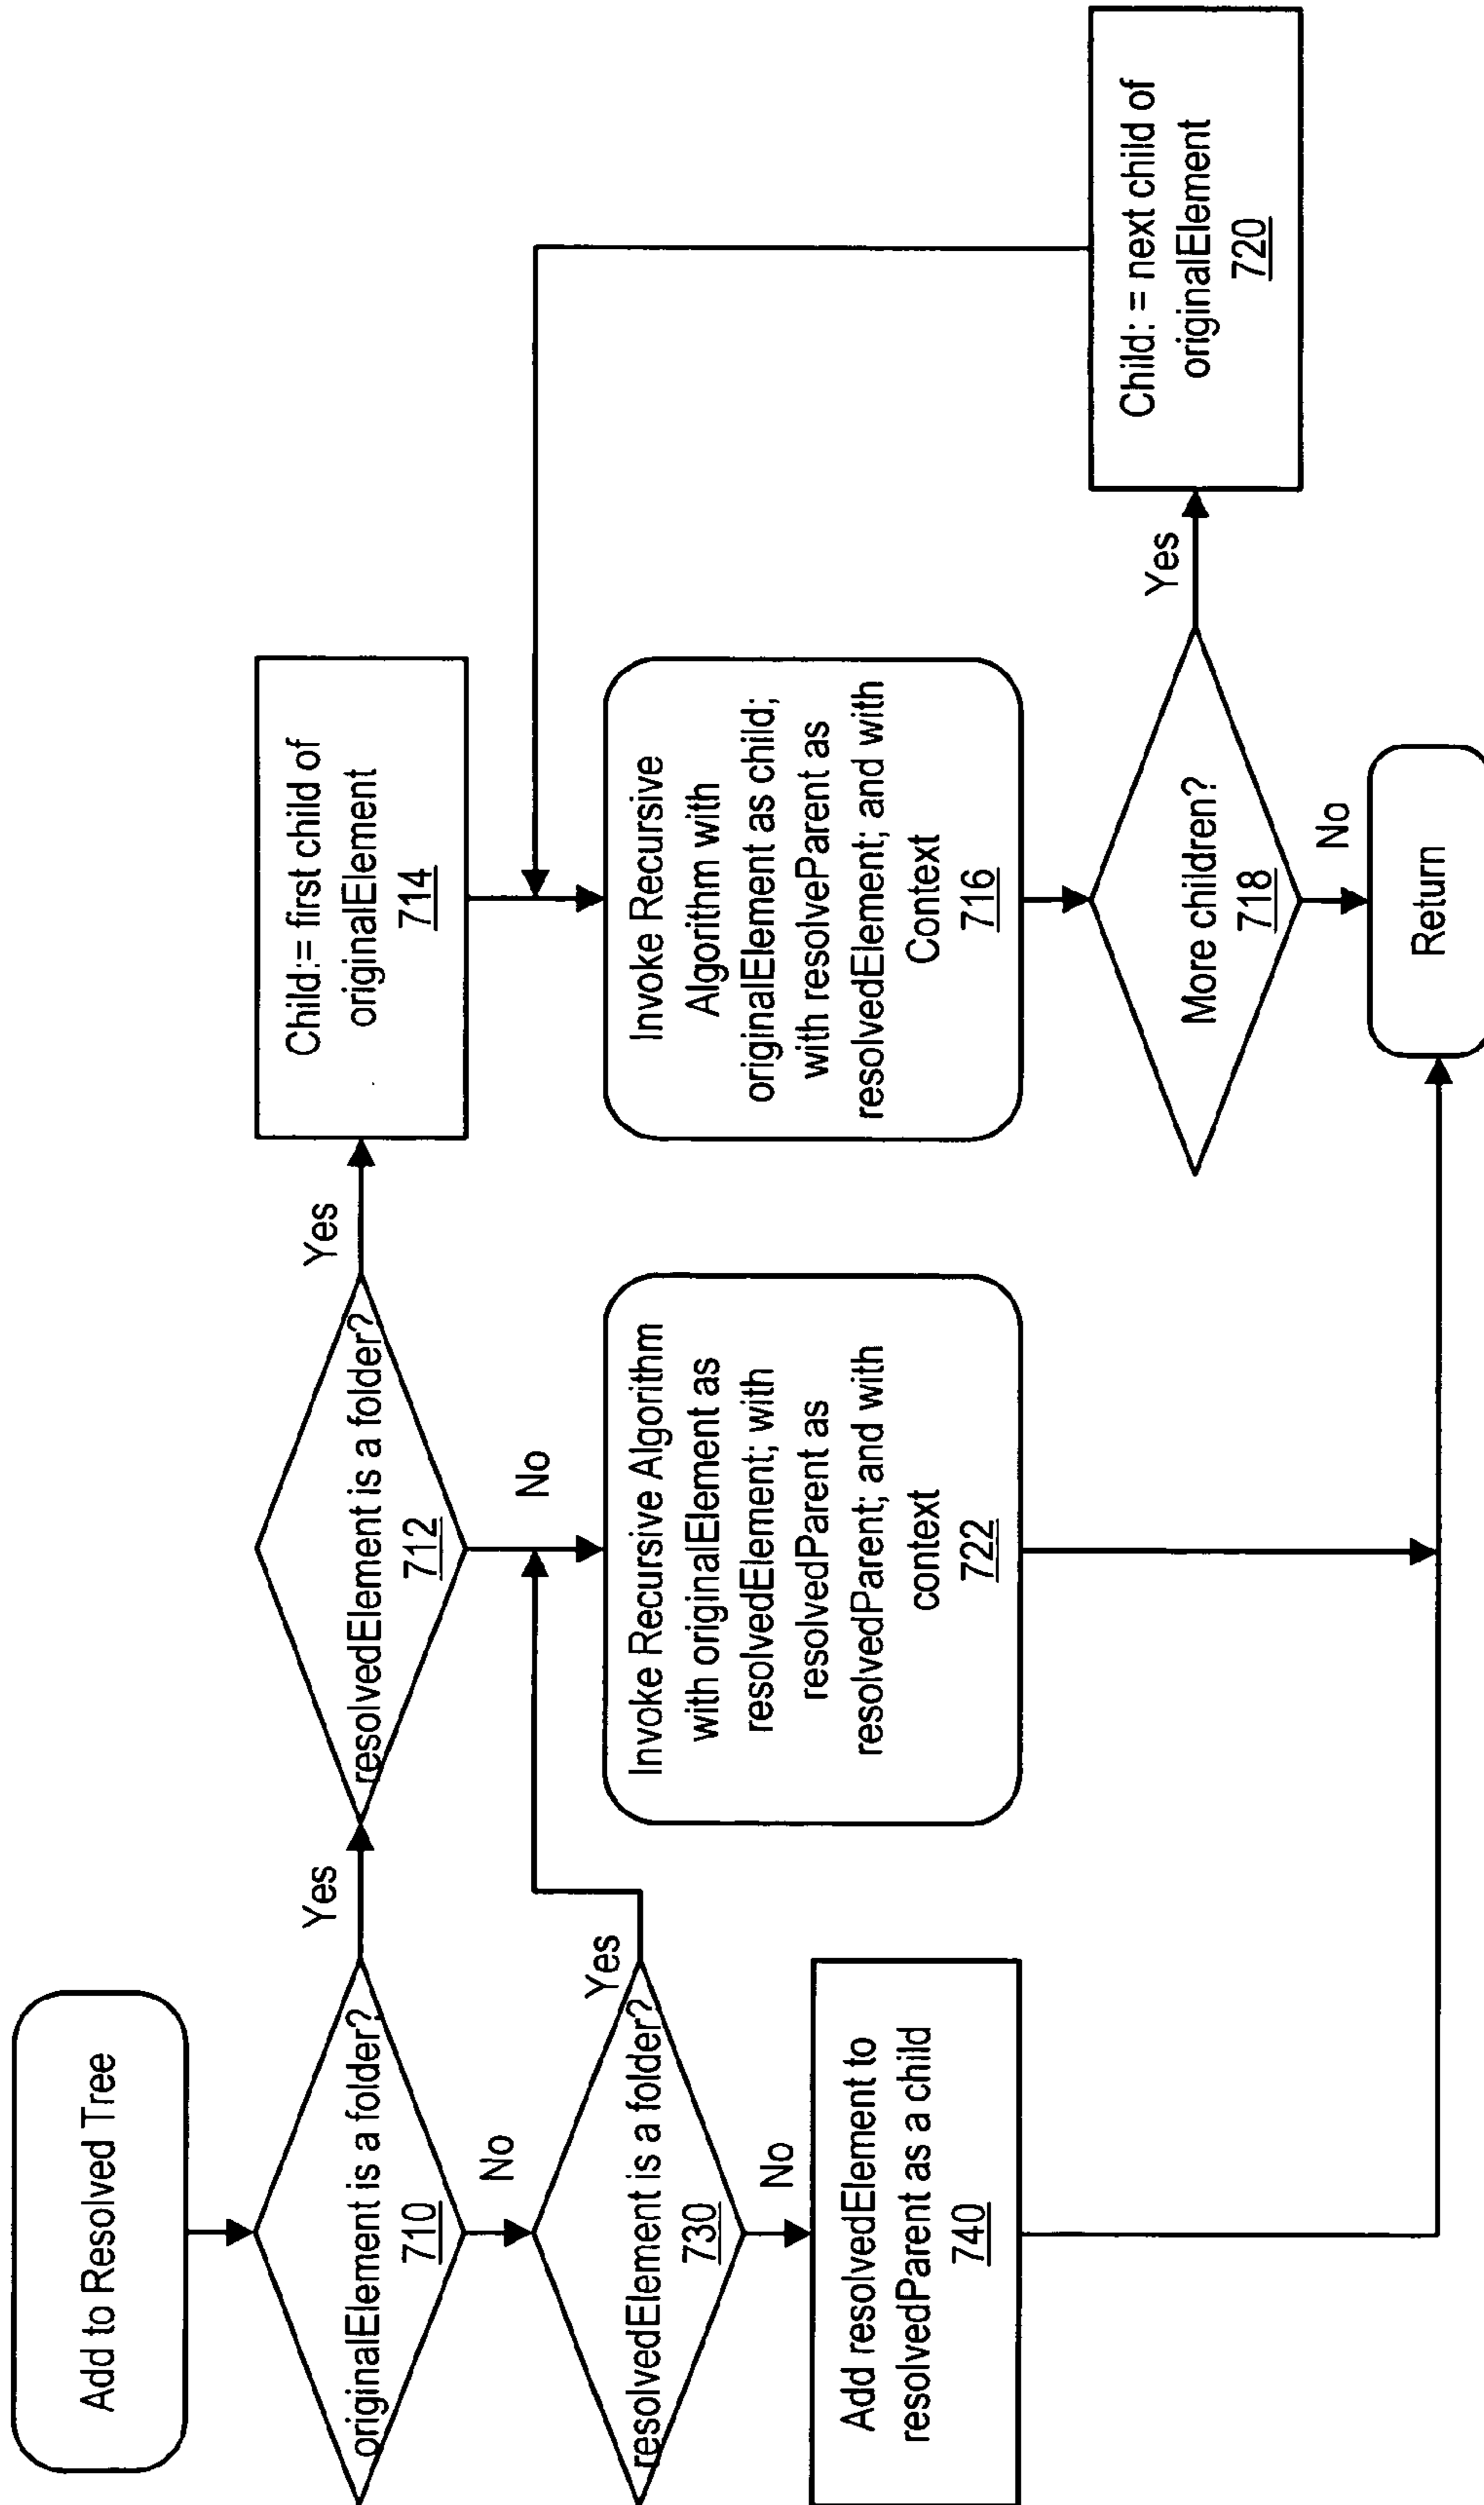 Add to Resolved Tree
originalElement is a folder?
710
Yes
resolvedElement is a folder?
712
Yes
Child:= first child of
originalElement
714
No
resolvedElement is a folder?
730
Yes
No
Invoke Recursive Algorithm
with originalElement as
resolvedElement; with
resolvedParent as
resolvedParent; and with
context
722
Invoke Recursive
Algorithm with
originalElement as child;
with resolveParent as
resolvedElement; and with
Context
716
No
Add resolvedElement to
resolvedParent as a child
740
More children?
718
Yes
Child: = next child of
originalElement
720
No
Return